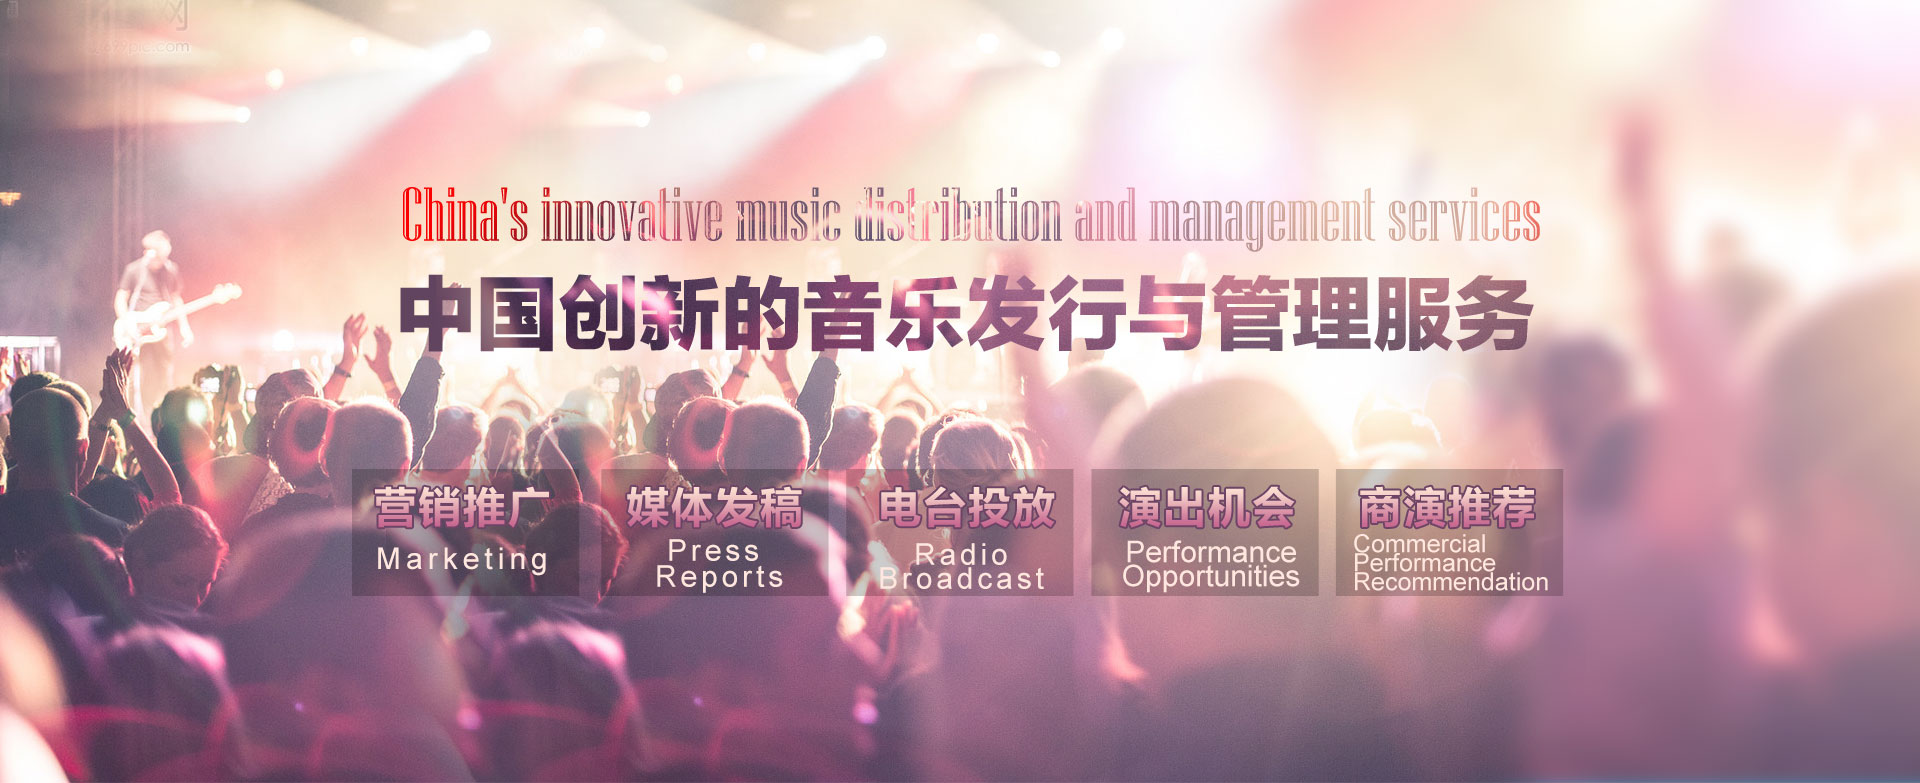 China's innovative music distribution and management services
中国创新的音乐发行与管理服务
营销推广
Marketing
媒体发稿
Press
Reports
电台投放
Radio
Broadcast
演出机会
Performance
Opportunities
商演推荐
Commercial
Performance
Recommendation